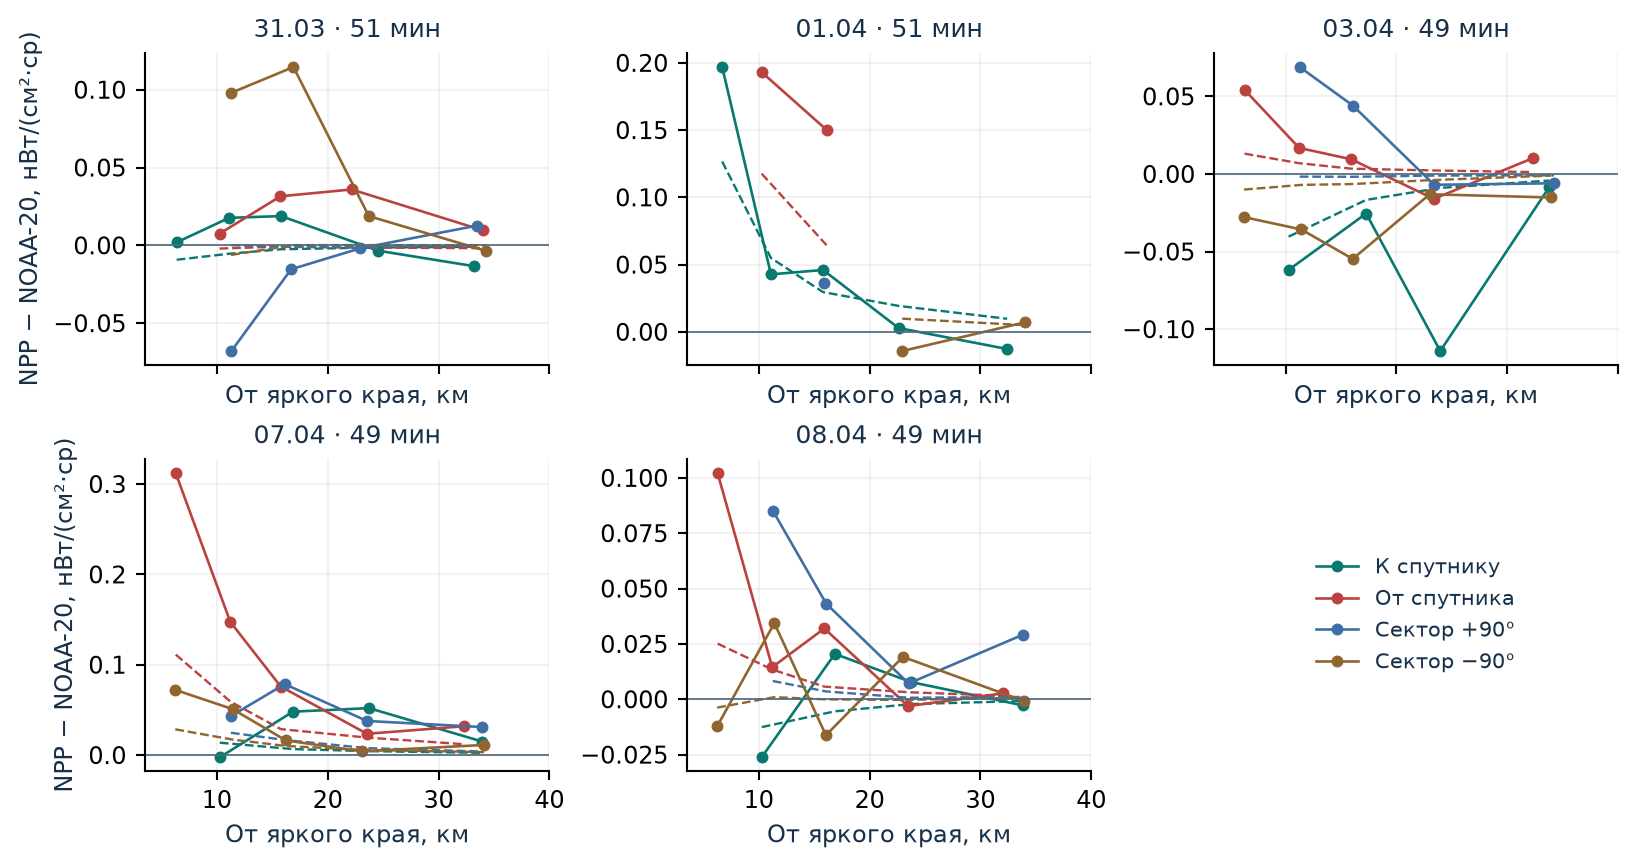 31.03 · 51 мин
01.04 · 51 мин
03.04 · 49 мин
NPP − NOAA-20, нВт/(см²·ср)
0.10
0.05
0.00
−0.05
0.20
0.15
0.10
0.05
0.00
0.05
0.00
−0.05
−0.10
От яркого края, км
От яркого края, км
От яркого края, км
07.04 · 49 мин
08.04 · 49 мин
NPP − NOAA-20, нВт/(см²·ср)
0.3
0.2
0.1
0.0
0.100
0.075
0.050
0.025
0.000
−0.025
10 20 30 40
10 20 30 40
От яркого края, км
От яркого края, км
К спутнику
От спутника
Сектор +90°
Сектор −90°